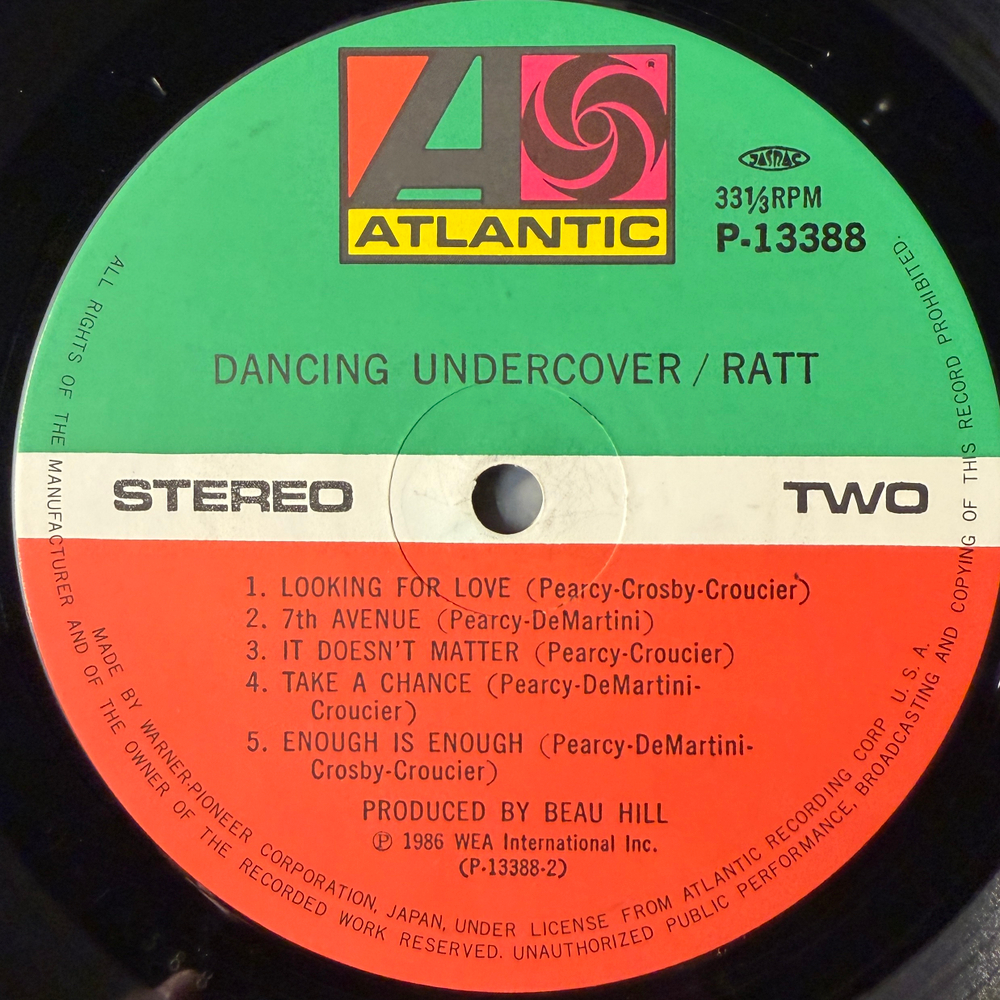 ATLANTIC
®
JASRAC
33⅓RPM
P-13388
DANCING UNDERCOVER / RATT
STEREO
TWO
1. LOOKING FOR LOVE (Pearcy-Crosby-Croucier)
2. 7th AVENUE (Pearcy-DeMartini)
3. IT DOESN'T MATTER (Pearcy-Croucier)
4. TAKE A CHANCE (Pearcy-DeMartini-
Croucier)
5. ENOUGH IS ENOUGH (Pearcy-DeMartini-
Crosby-Croucier)
PRODUCED BY BEAU HILL
℗ 1986 WEA International Inc.
(P-13388-2)
MADE BY WARNER-PIONEER CORPORATION, JAPAN, UNDER LICENSE FROM ATLANTIC RECORDING CORP U. S. A.
ALL RIGHTS OF THE MANUFACTURER AND OF THE OWNER OF THE RECORDED WORK RESERVED. UNAUTHORIZED PUBLIC PERFORMANCE, BROADCASTING AND COPYING OF THIS RECORD PROHIBITED.